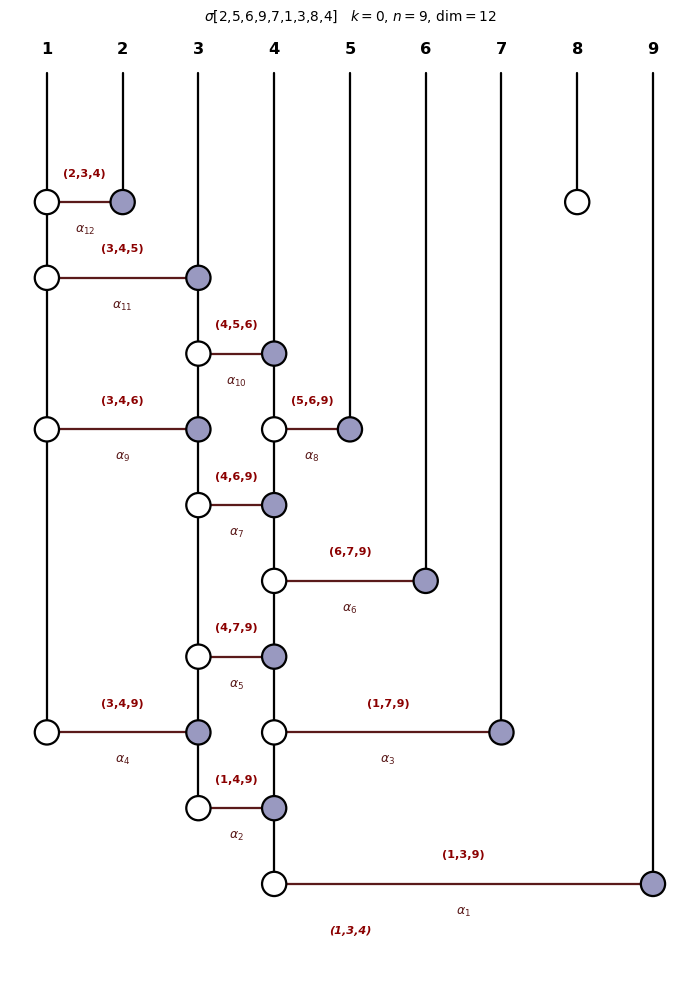 σ[2,5,6,9,7,1,3,8,4] k = 0, n = 9, dim = 12
1 2 3 4 5 6 7 8 9
(2,3,4)
α₁₂
(3,4,5)
α₁₁
(4,5,6)
α₁₀
(3,4,6) (5,6,9)
α₉ α₈
(4,6,9)
α₇
(6,7,9)
α₆
(4,7,9)
α₅
(3,4,9) (1,7,9)
α₄ α₃
(1,4,9)
α₂
(1,3,9)
α₁
(1,3,4)